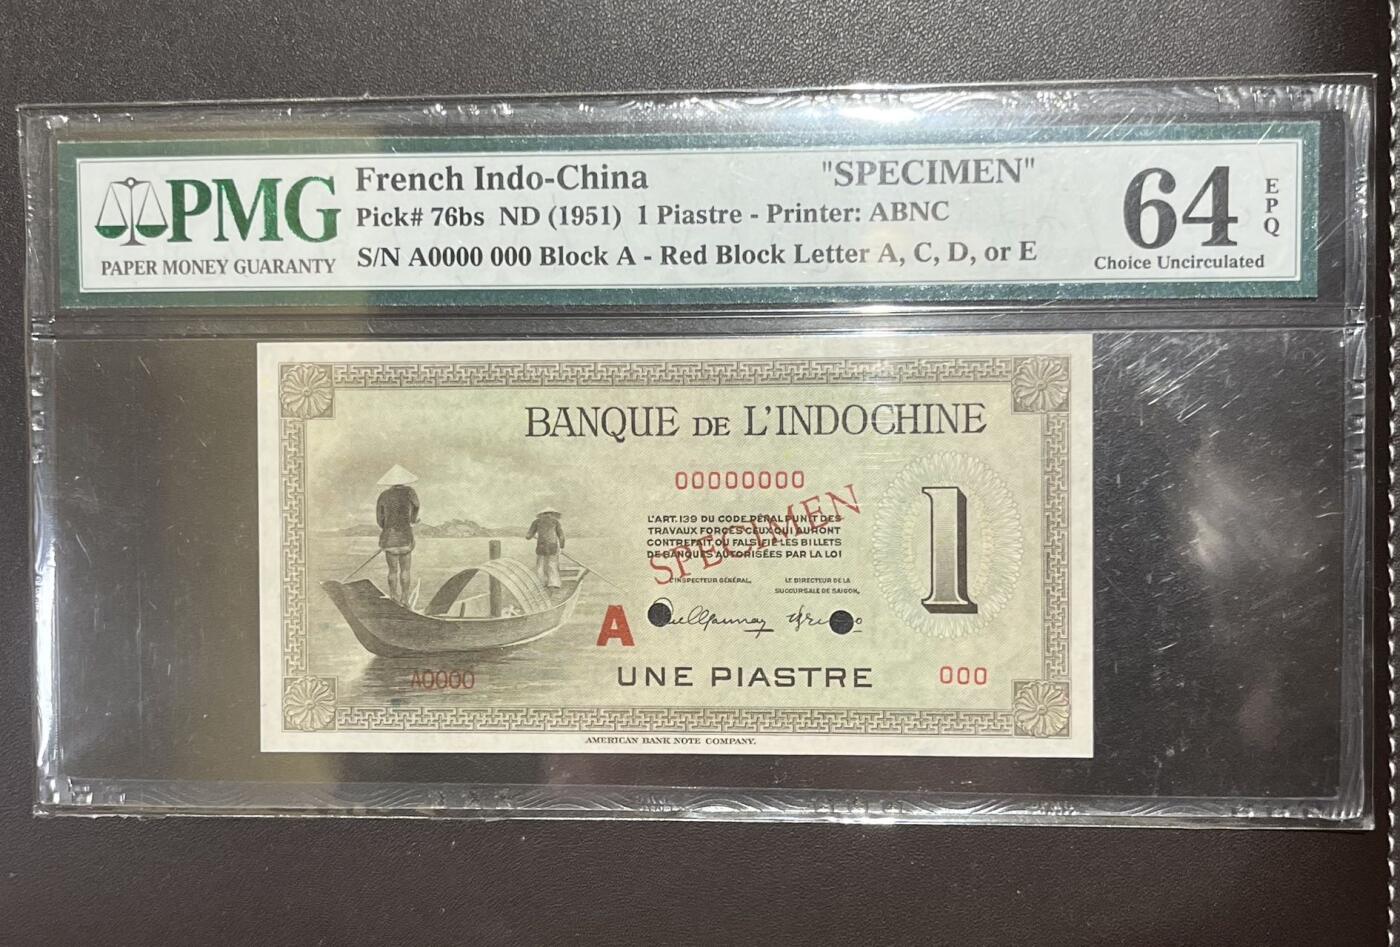 PMG
PAPER MONEY GUARANTY
French Indo-China "SPECIMEN"
Pick# 76bs ND (1951) 1 Piastre - Printer: ABNC
S/N A0000 000 Block A - Red Block Letter A, C, D, or E
64
EPQ
Choice Uncirculated
BANQUE DE L'INDOCHINE
00000000
SPECIMEN
L'ART. 139 DU CODE PÉNAL PUNIT DES
TRAVAUX FORCÉS CEUX QUI AURONT
CONTREFAIT OU FALSIFIÉ LES BILLETS
DE BANQUES AUTORISÉES PAR LA LOI
1
L'INSPECTEUR GÉNÉRAL,
LE DIRECTEUR DE LA
SUCCURSALE DE SAIGON,
A
A0000
UNE PIASTRE
000
AMERICAN BANK NOTE COMPANY.